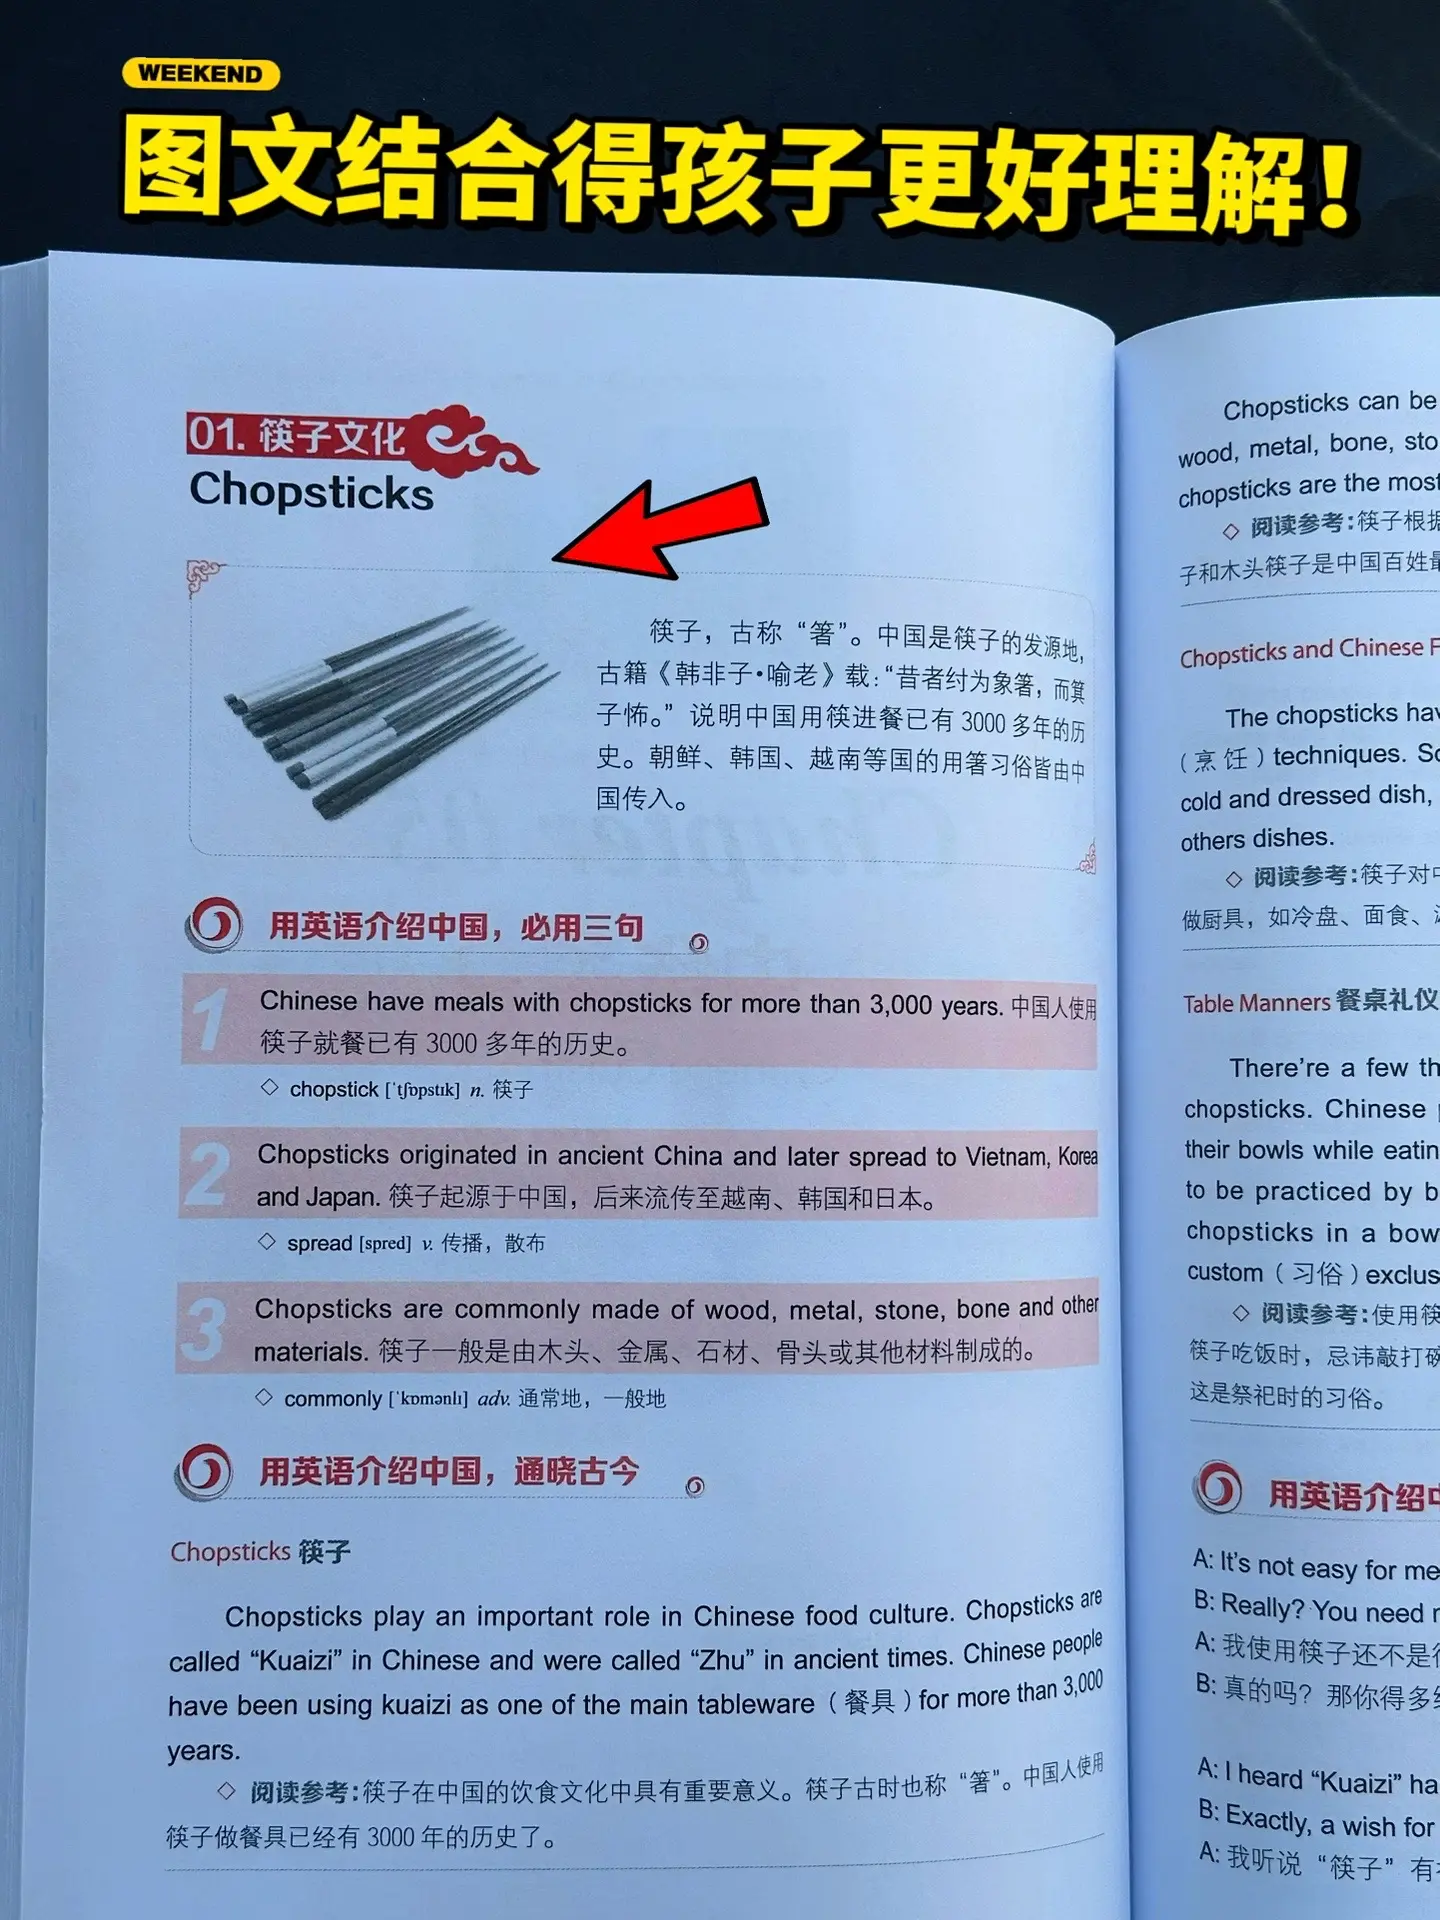 WEEKEND
图文结合得孩子更好理解！
01. 筷子文化
Chopsticks
筷子，古称“箸”。中国是筷子的发源地，
古籍《韩非子•喻老》载：“昔者纣为象箸，而箕
子怖。”说明中国用筷进餐已有 3000 多年的历
史。朝鲜、韩国、越南等国的用箸习俗皆由中
国传入。
用英语介绍中国，必用三句
1 Chinese have meals with chopsticks for more than 3,000 years. 中国人使用
筷子就餐已有 3000 多年的历史。
◇ chopstick [ˈtʃɒpstɪk] n. 筷子
2 Chopsticks originated in ancient China and later spread to Vietnam, Korea
and Japan. 筷子起源于中国，后来流传至越南、韩国和日本。
◇ spread [spred] v. 传播，散布
3 Chopsticks are commonly made of wood, metal, stone, bone and other
materials. 筷子一般是由木头、金属、石材、骨头或其他材料制成的。
◇ commonly [ˈkɒmənlɪ] adv. 通常地，一般地
用英语介绍中国，通晓古今
Chopsticks 筷子
Chopsticks play an important role in Chinese food culture. Chopsticks are
called “Kuaizi” in Chinese and were called “Zhu” in ancient times. Chinese people
have been using kuaizi as one of the main tableware（餐具）for more than 3,000
years.
◇ 阅读参考：筷子在中国的饮食文化中具有重要意义。筷子古时也称“箸”。中国人使用
筷子做餐具已经有 3000 年的历史了。
Chopsticks can be
wood, metal, bone, sto
chopsticks are the most
◇ 阅读参考：筷子根据
子和木头筷子是中国百姓最
Chopsticks and Chinese F
The chopsticks hav
（烹饪）techniques. So
cold and dressed dish,
others dishes.
◇ 阅读参考：筷子对中
做厨具，如冷盘、面食、
Table Manners 餐桌礼仪
There’re a few th
chopsticks. Chinese p
their bowls while eatin
to be practiced by b
chopsticks in a bow
custom（习俗）exclus
◇ 阅读参考：使用筷
筷子吃饭时，忌讳敲打碗
这是祭祀时的习俗。
用英语介绍中
A: It’s not easy for me
B: Really? You need
A: 我使用筷子还不是很
B: 真的吗？那你得多练
A: I heard “Kuaizi” ha
B: Exactly, a wish for
A: 我听说“筷子”有